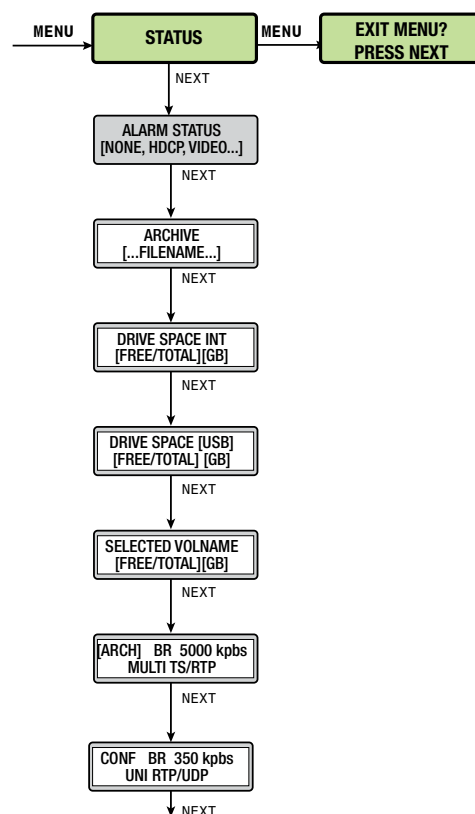 MENU
STATUS
MENU
EXIT MENU?
PRESS NEXT
NEXT
ALARM STATUS
[NONE, HDCP, VIDEO...]
NEXT
ARCHIVE
[...FILENAME...]
NEXT
DRIVE SPACE INT
[FREE/TOTAL][GB]
NEXT
DRIVE SPACE [USB]
[FREE/TOTAL] [GB]
NEXT
SELECTED VOLNAME
[FREE/TOTAL][GB]
NEXT
[ARCH] BR 5000 kpbs
MULTI TS/RTP
NEXT
CONF BR 350 kpbs
UNI RTP/UDP
NEXT